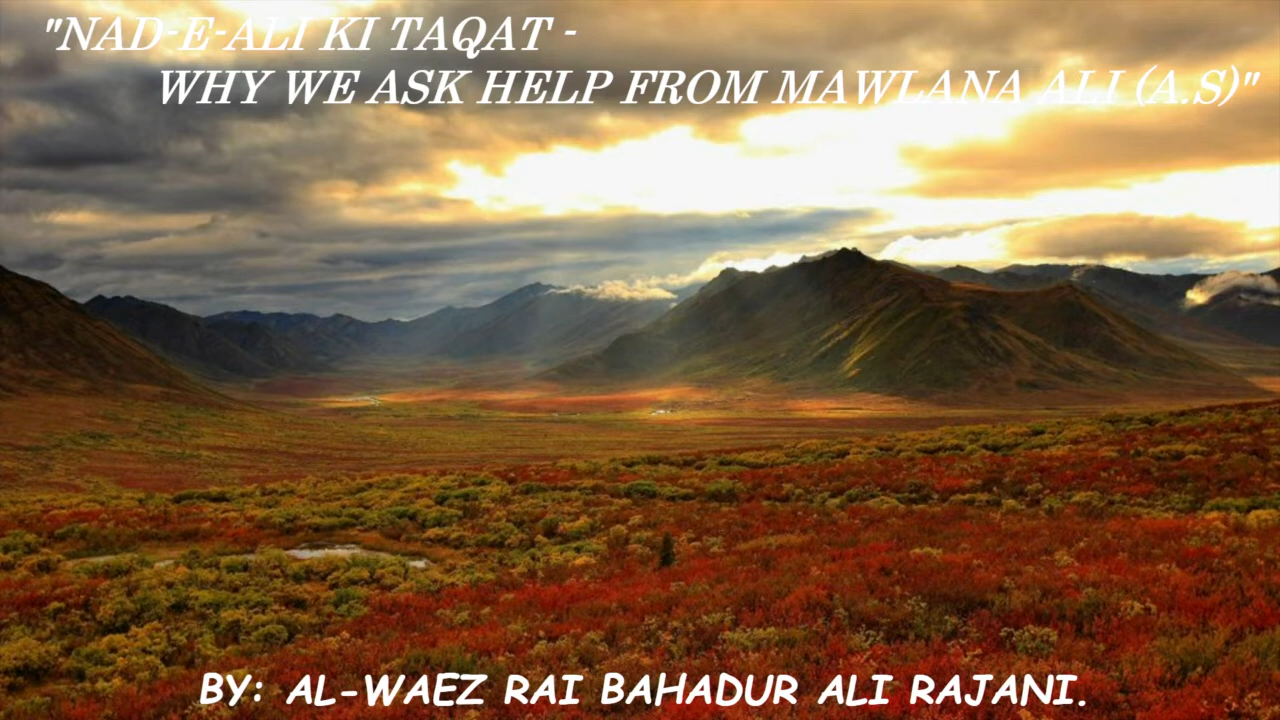 "NAD-E-ALI KI TAQAT -
WHY WE ASK HELP FROM MAWLANA ALI (A.S)"
BY: AL-WAEZ RAI BAHADUR ALI RAJANI.